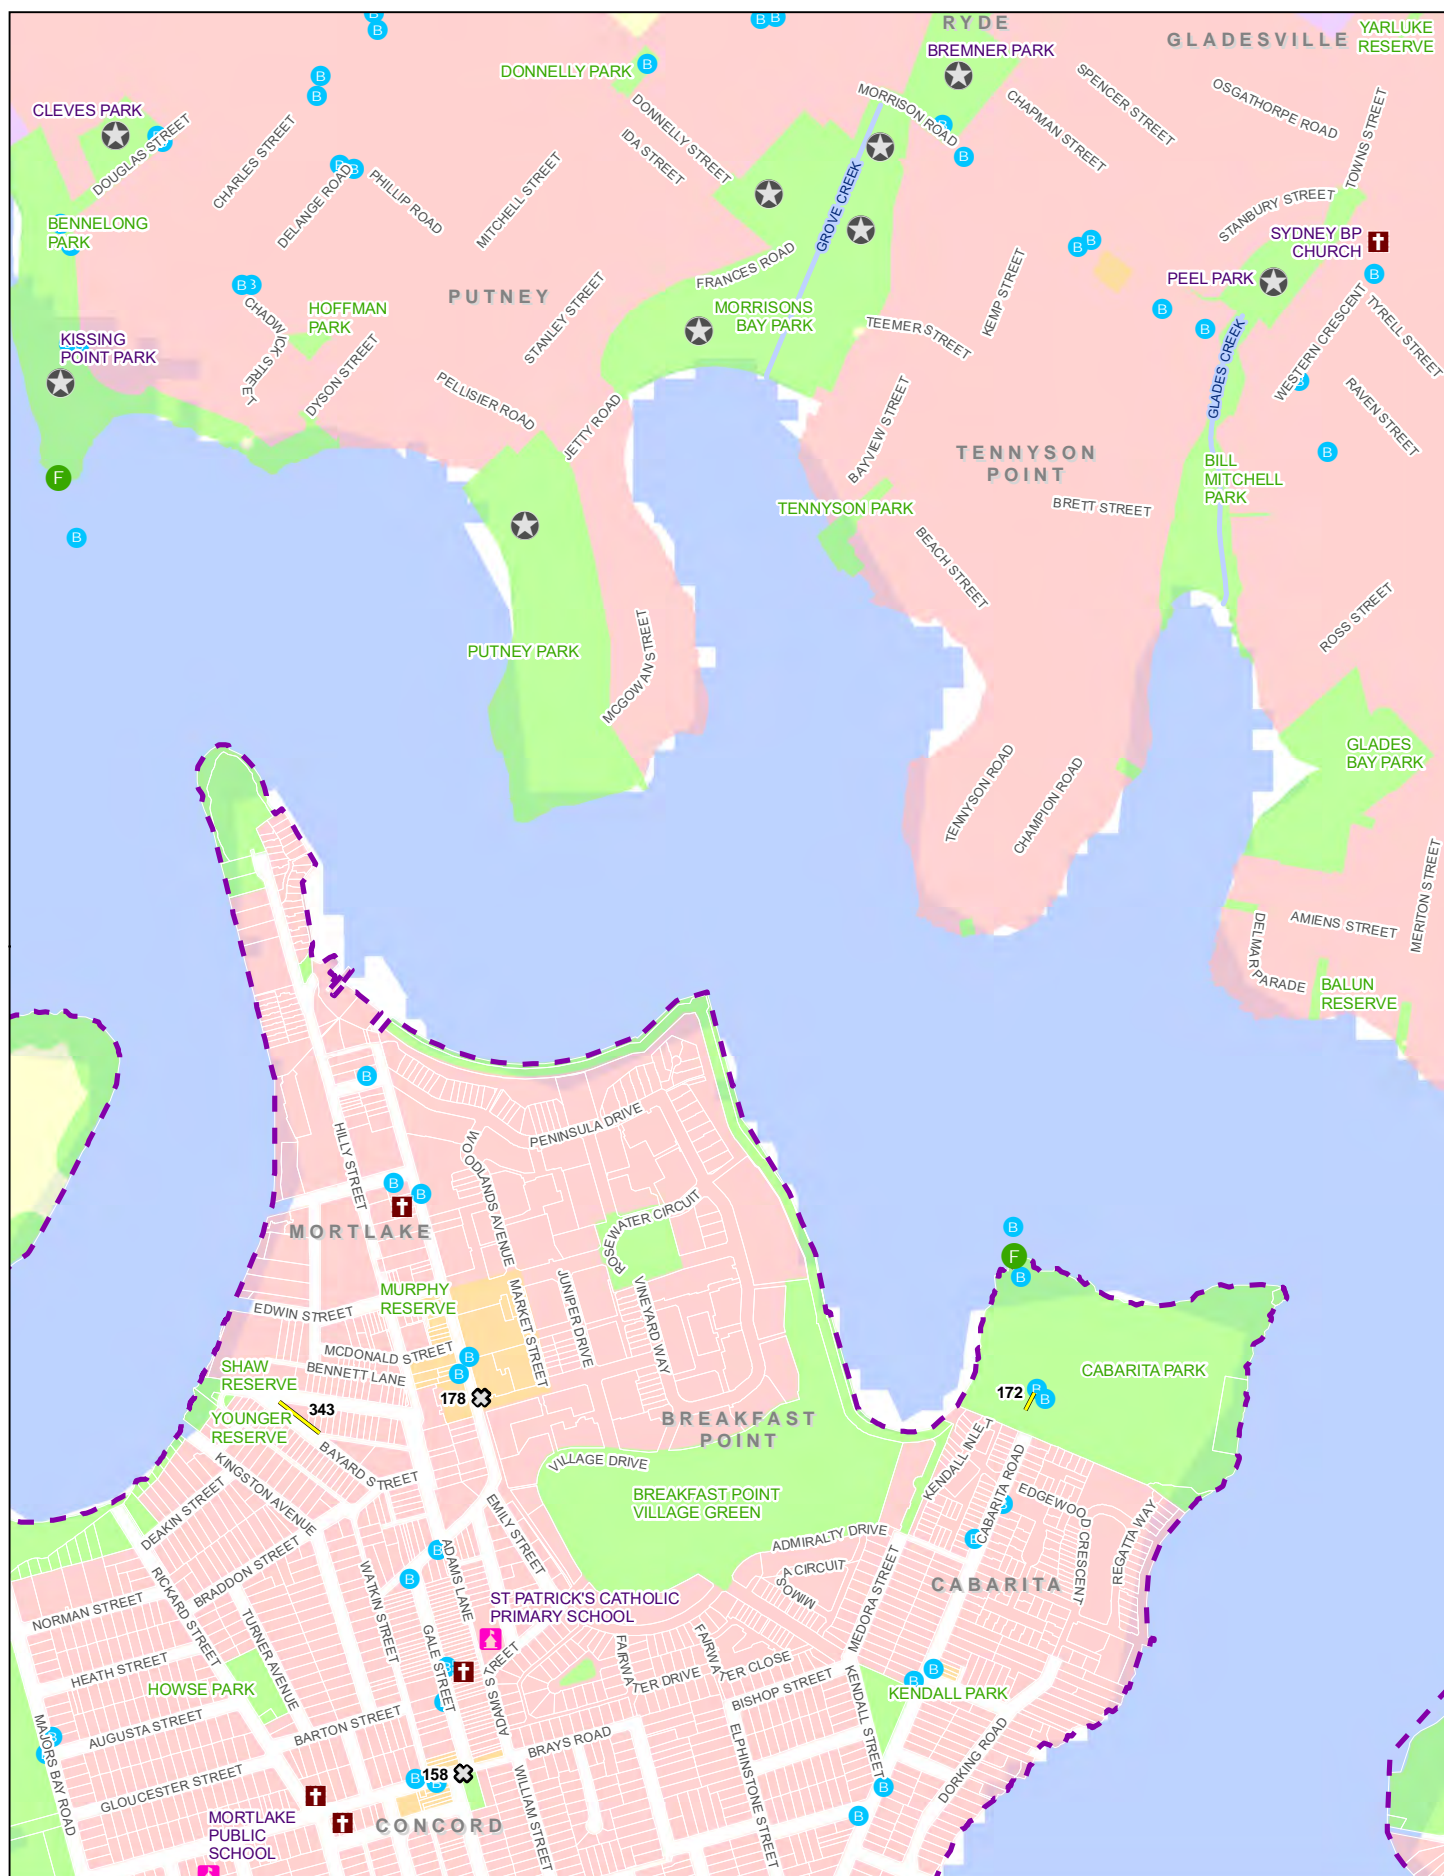 RYDE
GLADESVILLE
YARLUKE
RESERVE
BREMNER PARK
DONNELLY PARK
CLEVES PARK
DOUGLAS STREET
CHARLES STREET
DELANGE ROAD
PHILLIP ROAD
MITCHELL STREET
IDA STREET
DONNELLY STREET
MORRISON ROAD
CHAPMAN STREET
SPENCER STREET
OSGATHORPE ROAD
TOWNS STREET
STANBURY STREET
SYDNEY BP
CHURCH
PEEL PARK
BENNELONG
PARK
GROVE CREEK
FRANCES ROAD
PUTNEY
HOFFMAN
PARK
CHADWICK STREET
DYSON STREET
STANLEY STREET
MORRISONS
BAY PARK
TEEMER STREET
KEMP STREET
GLADES CREEK
WESTERN CRESCENT
TYRELL STREET
RAVEN STREET
KISSING
POINT PARK
PELLISIER ROAD
JETTY ROAD
BAYVIEW STREET
TENNYSON
POINT
BILL
MITCHELL
PARK
TENNYSON PARK
BRETT STREET
BEACH STREET
F
ROSS STREET
PUTNEY PARK
MCGOWAN STREET
GLADES
BAY PARK
TENNYSON ROAD
CHAMPION ROAD
MERITON STREET
AMIENS STREET
DELMAR PARADE
BALUN
RESERVE
PENINSULA DRIVE
HILLY STREET
WOODLANDS AVENUE
ROSEWATER CIRCUIT
MORTLAKE
MURPHY
RESERVE
EDWIN STREET
MARKET STREET
JUNIPER DRIVE
VINEYARD WAY
MCDONALD STREET
BENNETT LANE
SHAW
RESERVE
YOUNGER
RESERVE
343
178
BREAKFAST
POINT
F
CABARITA PARK
172
BAYARD STREET
KINGSTON AVENUE
VILLAGE DRIVE
BREAKFAST POINT
VILLAGE GREEN
KENDALL INLET
CABARITA ROAD
EDGEWOOD CRESCENT
REGATTA WAY
DEAKIN STREET
EMILY STREET
ADMIRALTY DRIVE
BRADDON STREET
ADAMS LANE
WATKIN STREET
MIMOSA CIRCUIT
MEDORA STREET
CABARITA
RICKARD STREET
NORMAN STREET
ST PATRICK'S CATHOLIC
PRIMARY SCHOOL
TURNER AVENUE
GALE STREET
HEATH STREET
HOWSE PARK
ADAMS STREET
FAIRWATER DRIVE
FAIRWATER CLOSE
BISHOP STREET
KENDALL STREET
KENDALL PARK
AUGUSTA STREET
BARTON STREET
BRAYS ROAD
ELPHINSTONE STREET
DORKING ROAD
MAJORS BAY ROAD
GLOUCESTER STREET
158
WILLIAM STREET
MORTLAKE
PUBLIC
SCHOOL
CONCORD